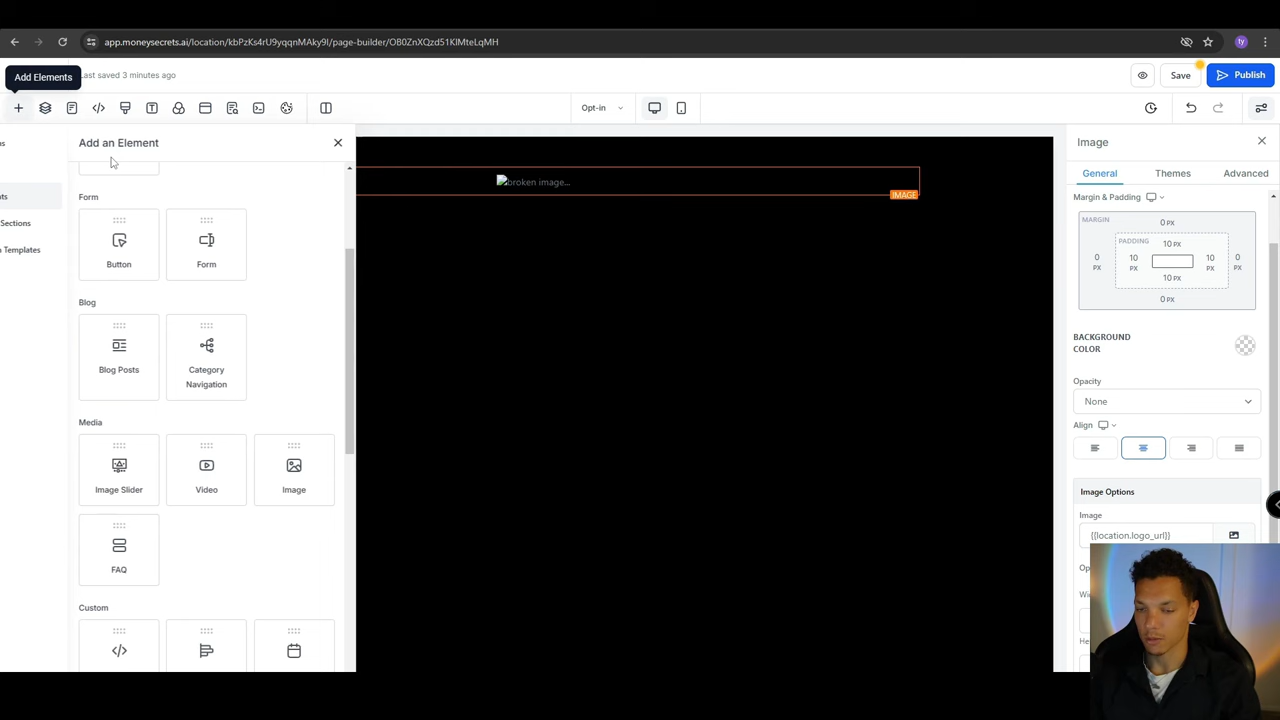 app.moneysecrets.ai/location/kbPzKs4rU9yqqnMAky9I/page-builder/O80ZnXQzd51KIMteLqMH
ty
Add Elements
Last saved 3 minutes ago
Save
Publish
Opt-in
Add an Element
Image
General
Themes
Advanced
Form
Button
Form
Blog
Blog Posts
Category
Navigation
Media
Image Slider
Video
Image
FAQ
Custom
Sections
Templates
broken image...
IMAGE
Margin & Padding
MARGIN
0 PX
PADDING
10 PX
0
PX
10
PX
10
PX
0
PX
10 PX
0 PX
BACKGROUND
COLOR
Opacity
None
Align
Image Options
Image
{{location.logo_url}}